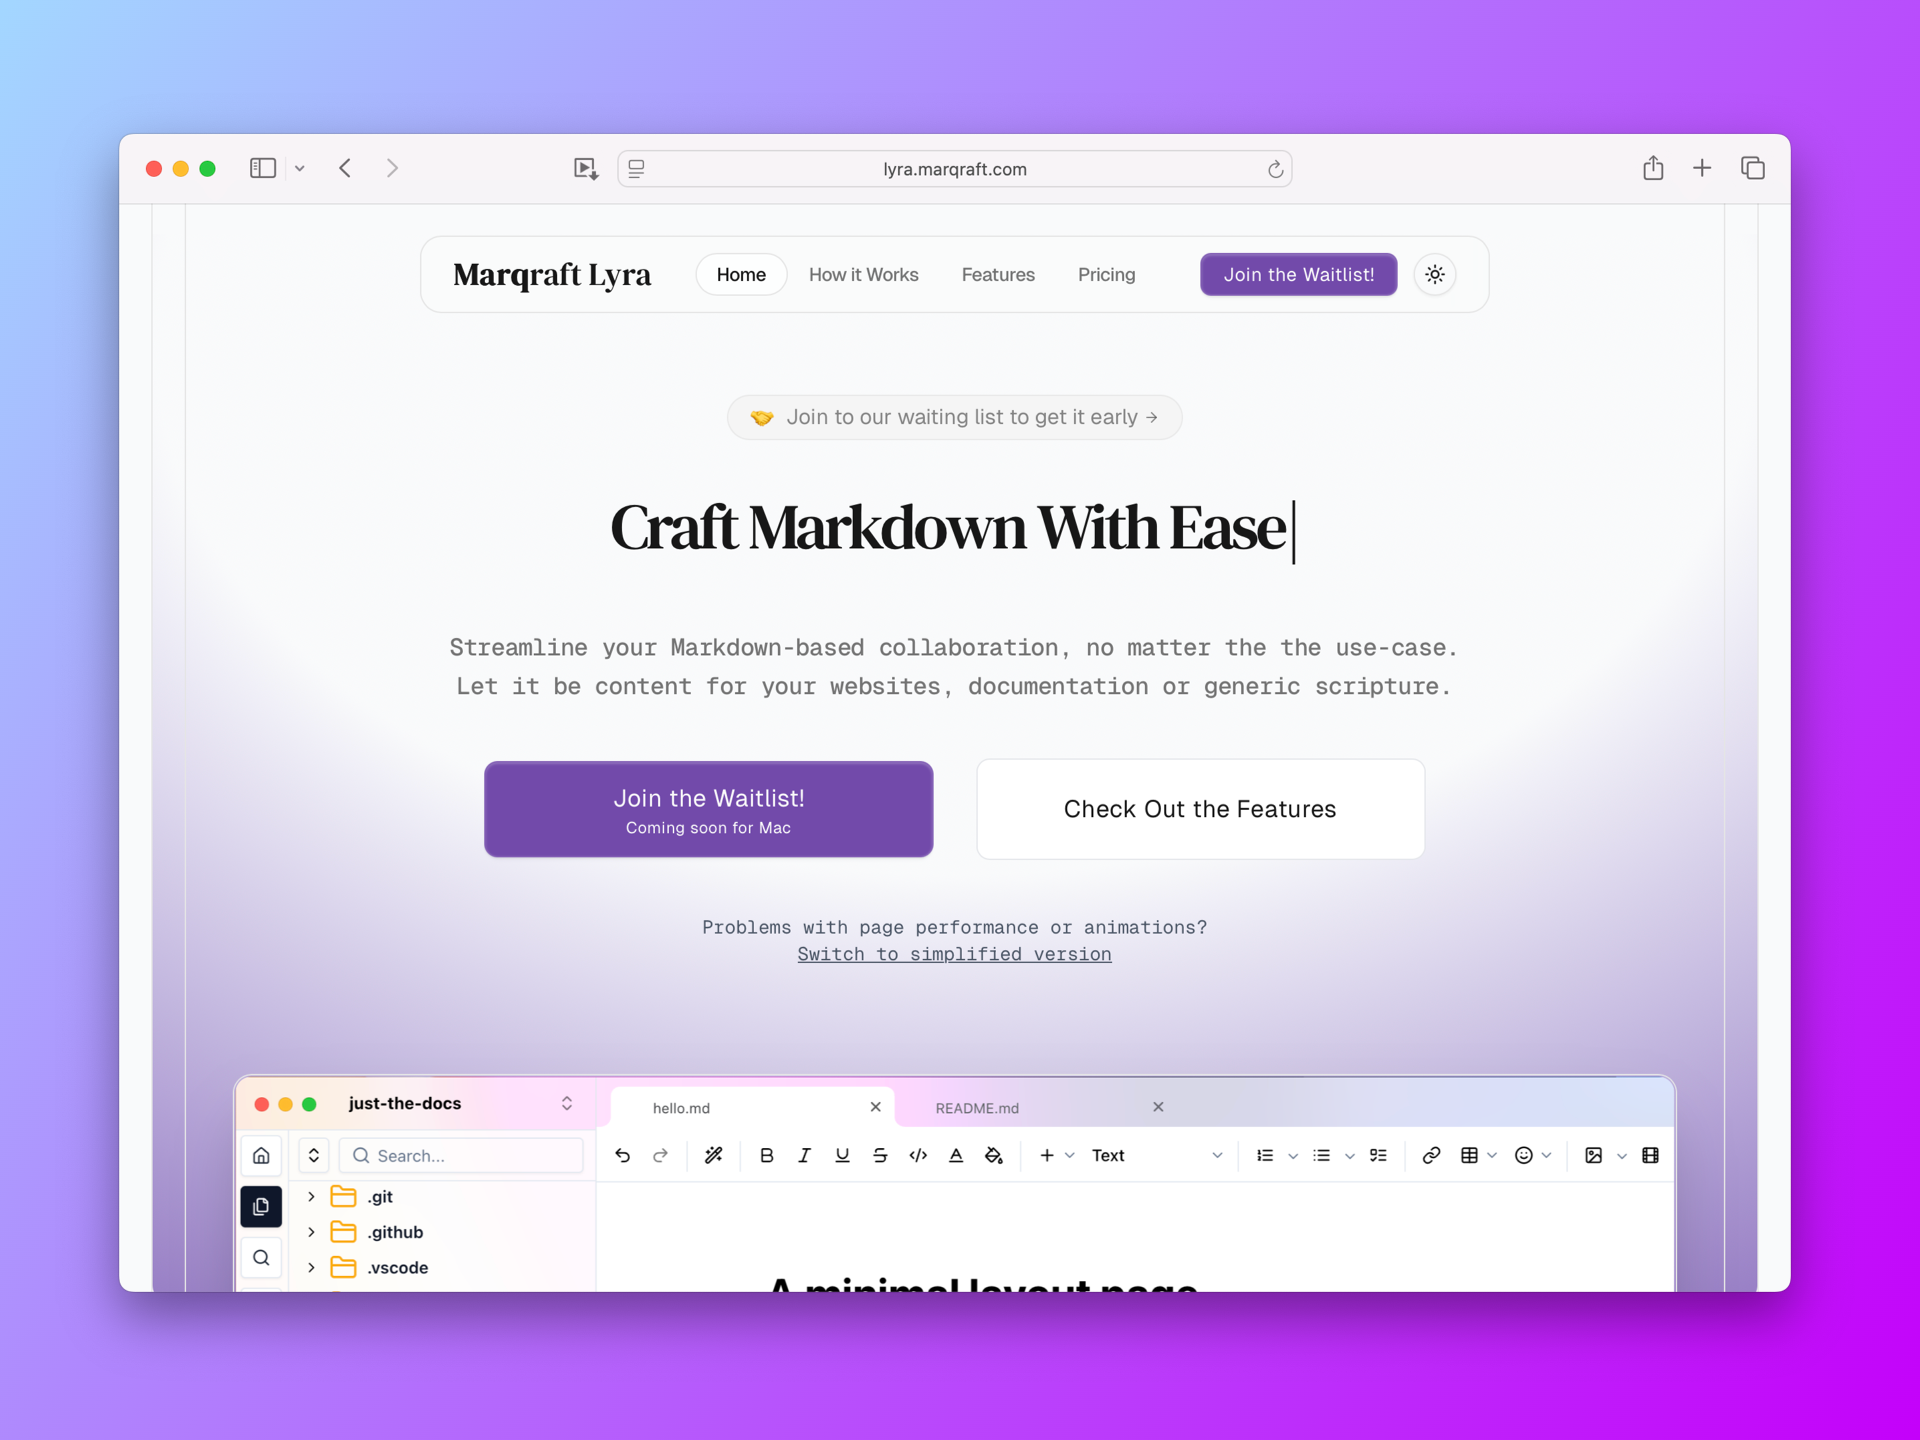 lyra.marqraft.com
Marqraft Lyra Home How it Works Features Pricing Join the Waitlist!
🤝 Join to our waiting list to get it early →
Craft Markdown With Ease
Streamline your Markdown-based collaboration, no matter the the use-case.
Let it be content for your websites, documentation or generic scripture.
Join the Waitlist!
Coming soon for Mac
Check Out the Features
Problems with page performance or animations?
Switch to simplified version
just-the-docs
hello.md
README.md
Search...
Text
.git
.github
.vscode
A minimal layout page